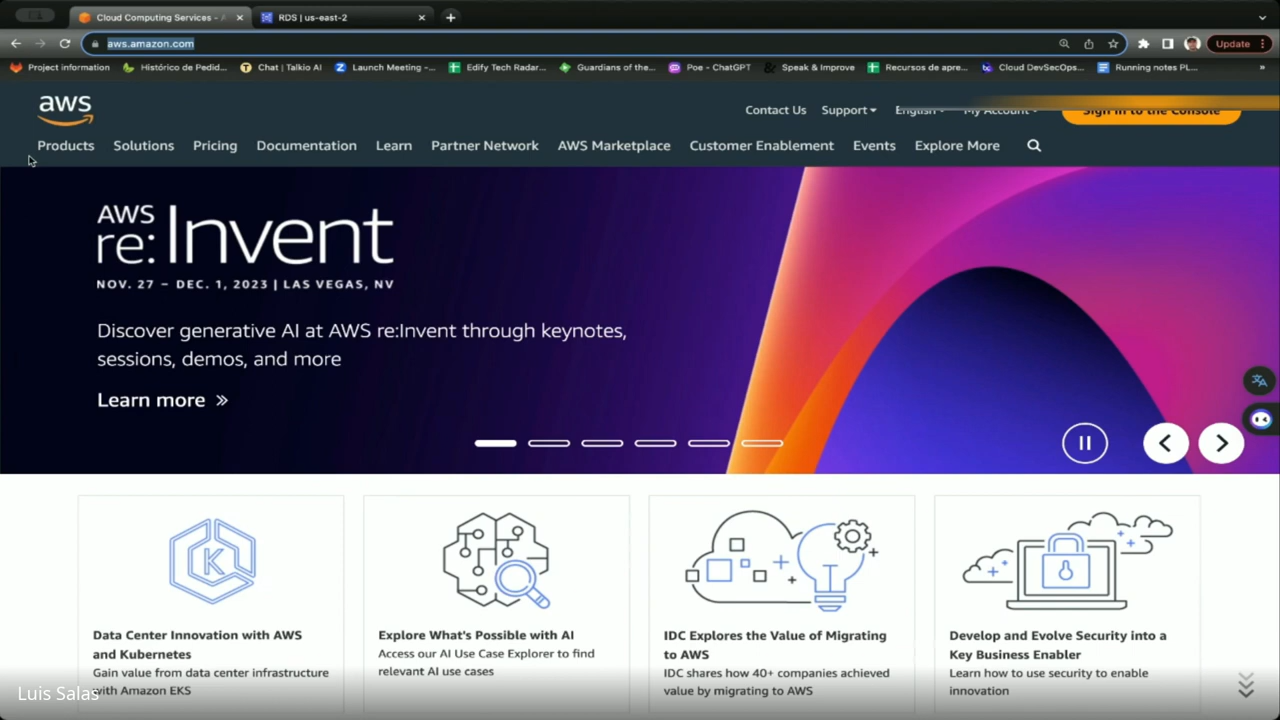 Cloud Computing Services - A
RDS | us-east-2
aws.amazon.com
Update
Project information
Histórico de Pedid...
Chat | Talkio AI
Launch Meeting -...
Edify Tech Radar...
Guardians of the...
Poe - ChatGPT
Speak & Improve
Recursos de apre...
Cloud DevSecOps...
Running notes PL...
»
aws
Contact Us
Support
English
My Account
Sign In to the Console
Products
Solutions
Pricing
Documentation
Learn
Partner Network
AWS Marketplace
Customer Enablement
Events
Explore More
AWS
re:Invent
NOV. 27 – DEC. 1, 2023 | LAS VEGAS, NV
Discover generative AI at AWS re:Invent through keynotes,
sessions, demos, and more
Learn more »
K
Data Center Innovation with AWS
and Kubernetes
Gain value from data center infrastructure
with Amazon EKS
Explore What's Possible with AI
Access our AI Use Case Explorer to find
relevant AI use cases
IDC Explores the Value of Migrating
to AWS
IDC shares how 40+ companies achieved
value by migrating to AWS
Develop and Evolve Security into a
Key Business Enabler
Learn how to use security to enable
innovation
Luis Salas